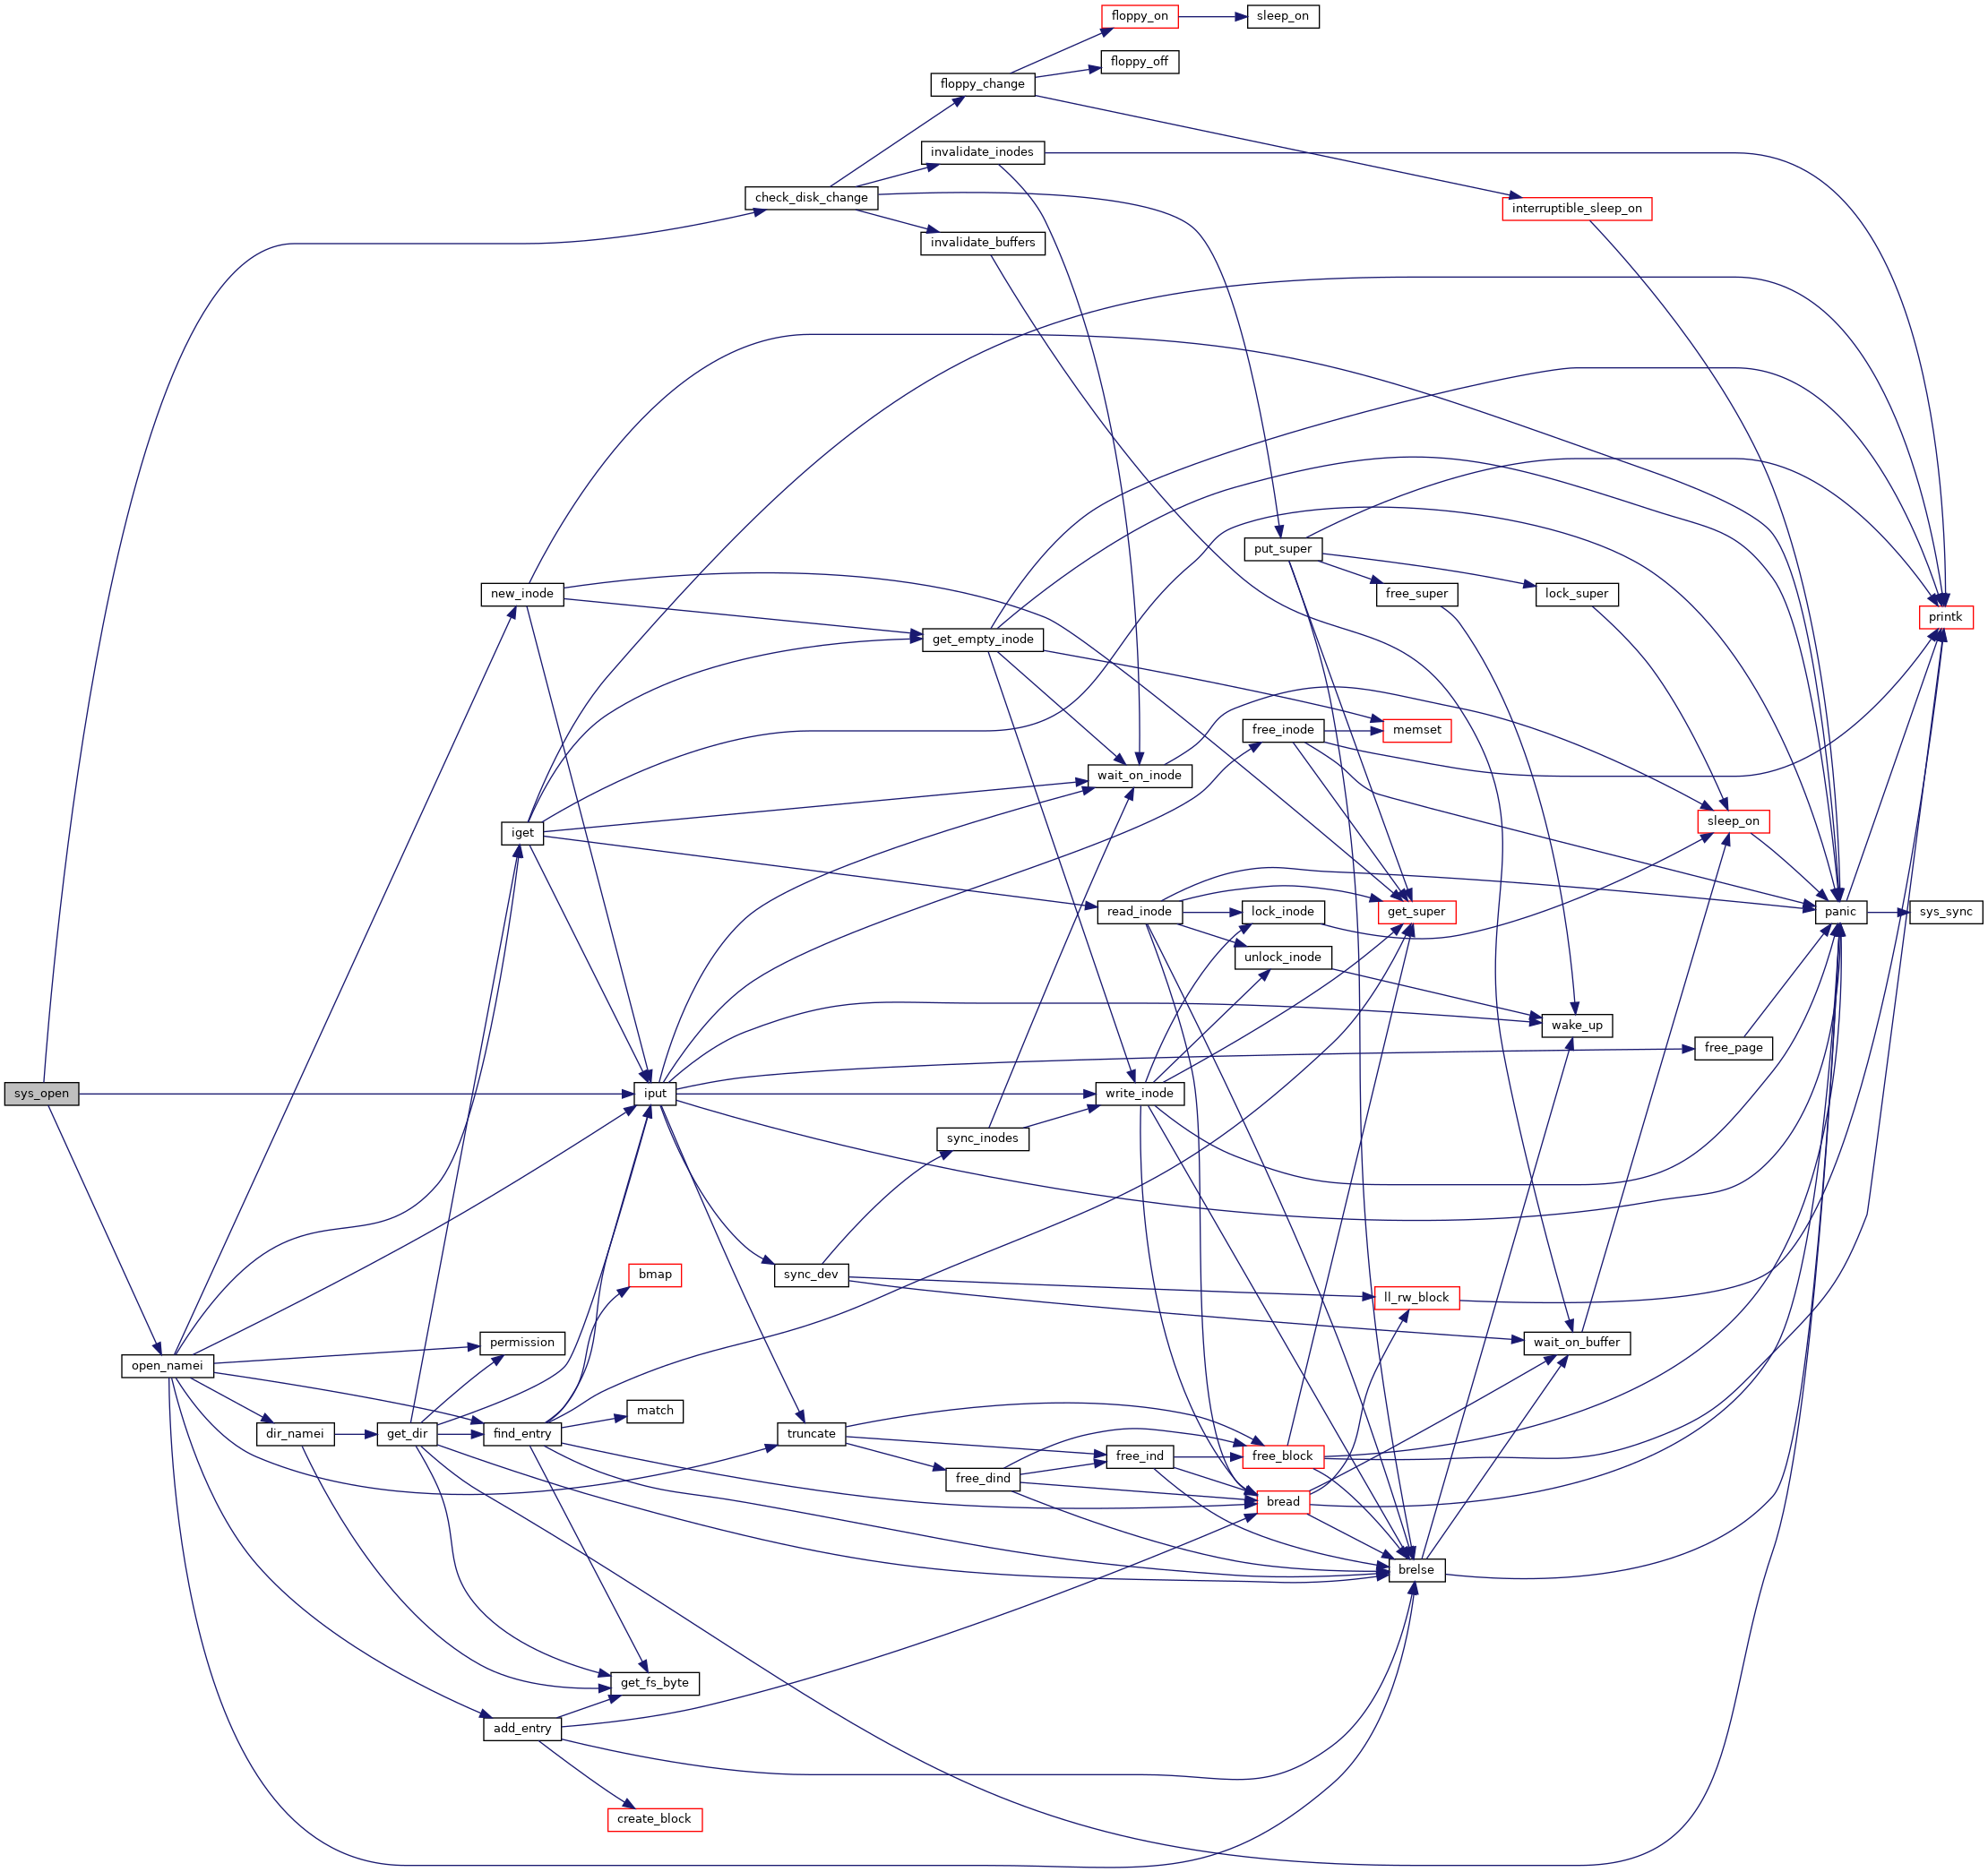 floppy_on
sleep_on
floppy_off
floppy_change
invalidate_inodes
check_disk_change
interruptible_sleep_on
invalidate_buffers
put_super
new_inode
free_super
lock_super
printk
get_empty_inode
free_inode
memset
wait_on_inode
sleep_on
iget
read_inode
lock_inode
get_super
panic
sys_sync
unlock_inode
wake_up
free_page
sys_open
iput
write_inode
sync_inodes
bmap
sync_dev
ll_rw_block
permission
wait_on_buffer
open_namei
match
dir_namei
get_dir
find_entry
truncate
free_ind
free_block
free_dind
bread
brelse
get_fs_byte
add_entry
create_block